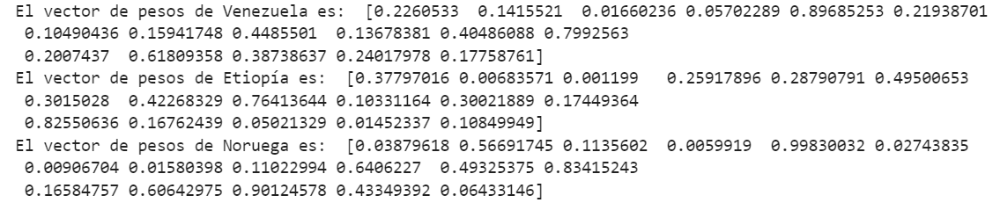 El vector de pesos de Venezuela es:  [0.2260533  0.1415521  0.01660236 0.05702289 0.89685253 0.21938701
0.10490436 0.15941748 0.4485501  0.13678381 0.40486088 0.7992563
0.2007437  0.61809358 0.38738637 0.24017978 0.17758761]
El vector de pesos de Etiopía es:  [0.37797016 0.00683571 0.001199   0.25917896 0.28790791 0.49500653
0.3015028  0.42268329 0.76413644 0.10331164 0.30021889 0.17449364
0.82550636 0.16762439 0.05021329 0.01452337 0.10849949]
El vector de pesos de Noruega es:  [0.03879618 0.56691745 0.1135602  0.0059919  0.99830032 0.02743835
0.00906704 0.01580398 0.11022994 0.6406227  0.49325375 0.83415243
0.16584757 0.60642975 0.90124578 0.43349392 0.06433146]